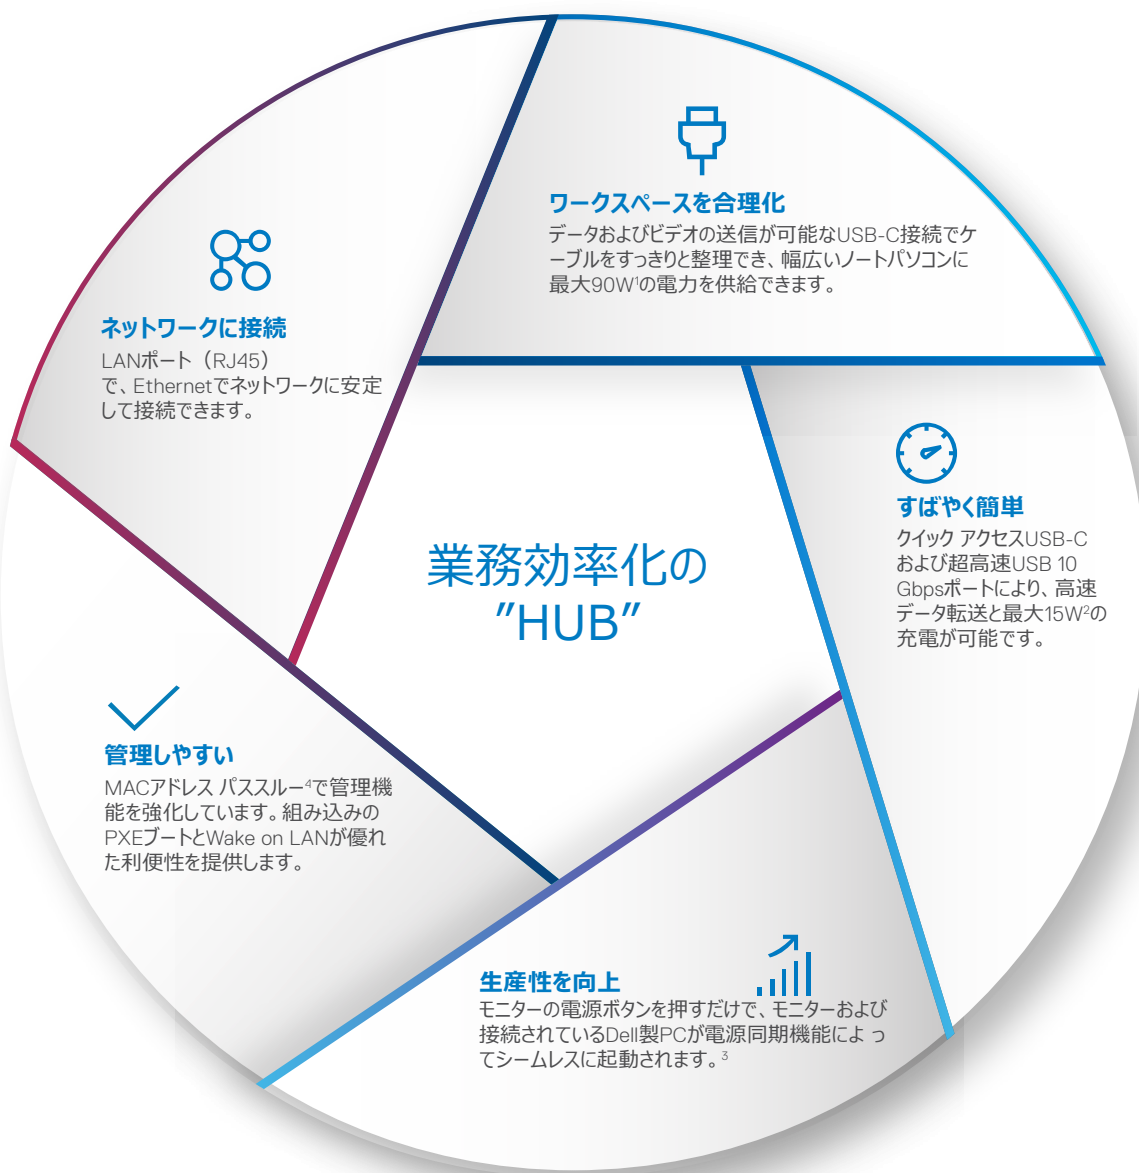 ワークスペースを合理化
データおよびビデオの送信が可能なUSB-C接続でケ
ーブルをすっきりと整理でき、幅広いノートパソコンに
最大90W¹の電力を供給できます。
ネットワークに接続
LANポート（RJ45）
で、Ethernetでネットワークに安定
して接続できます。
すばやく簡単
クイック アクセスUSB-C
および超高速USB 10
Gbpsポートにより、高速
データ転送と最大15W²の
充電が可能です。
業務効率化の
”HUB”
管理しやすい
MACアドレス パススルー⁴で管理機
能を強化しています。組み込みの
PXEブートとWake on LANが優れ
た利便性を提供します。
生産性を向上
モニターの電源ボタンを押すだけで、モニターおよび
接続されているDell製PCが電源同期機能によっ
てシームレスに起動されます。³